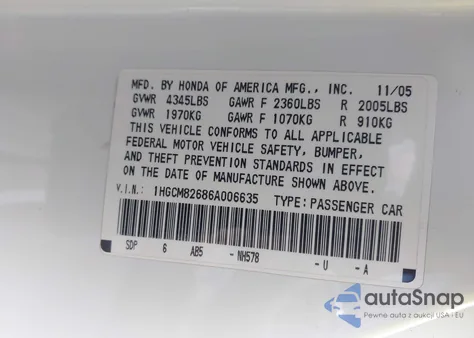 MFD. BY HONDA OF AMERICA MFG., INC. 11/05
GVWR 4345LBS GAWR F 2360LBS R 2005LBS
GVWR 1970KG GAWR F 1070KG R 910KG
THIS VEHICLE CONFORMS TO ALL APPLICABLE
FEDERAL MOTOR VEHICLE SAFETY, BUMPER,
AND THEFT PREVENTION STANDARDS IN EFFECT
ON THE DATE OF MANUFACTURE SHOWN ABOVE.
V.I.N.: 1HGCM82686A006635 TYPE: PASSENGER CAR
SDP 6 AB5 -NH578 -U -A
autoSnap
Pewne auta z aukcji USA i EU